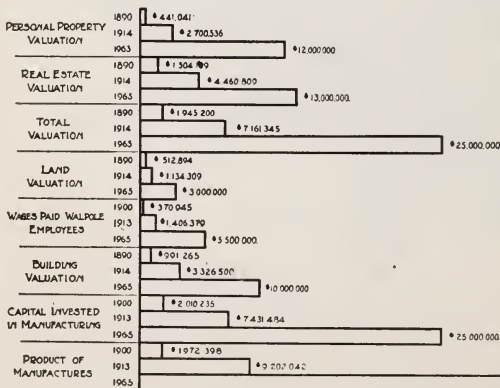 1890 $441,041
PERSONAL PROPERTY
1914 $2 700,536
VALUATION
1965 $12 000 000
1890
REAL ESTATE
1914 $4 460 809
VALUATION
1965 $13,000,000.
1890 $1 945 200
TOTAL
1914 $7 161 345
VALUATION
1965 $25.000.000
1890 $512,894
LAND
1914 $1,134,309
VALUATION
1965 $3 000 000
1900 $370 945
WAGES PAID WALPOLE
1913 $1,406,379
EMPLOYEES
1965 $5 500 000.
1890 $991,265
BUILDING
1914 $3 326 500
VALUATION
1965 $10 000 000
1900 $2 010 235
CAPITAL INVESTED
1913 $7 431 484
IN MANUFACTURING
1965 $25 000 000.
1900 $1 972 398
PRODUCT OF
1913 $9 202 042
MANUFACTURES
1965